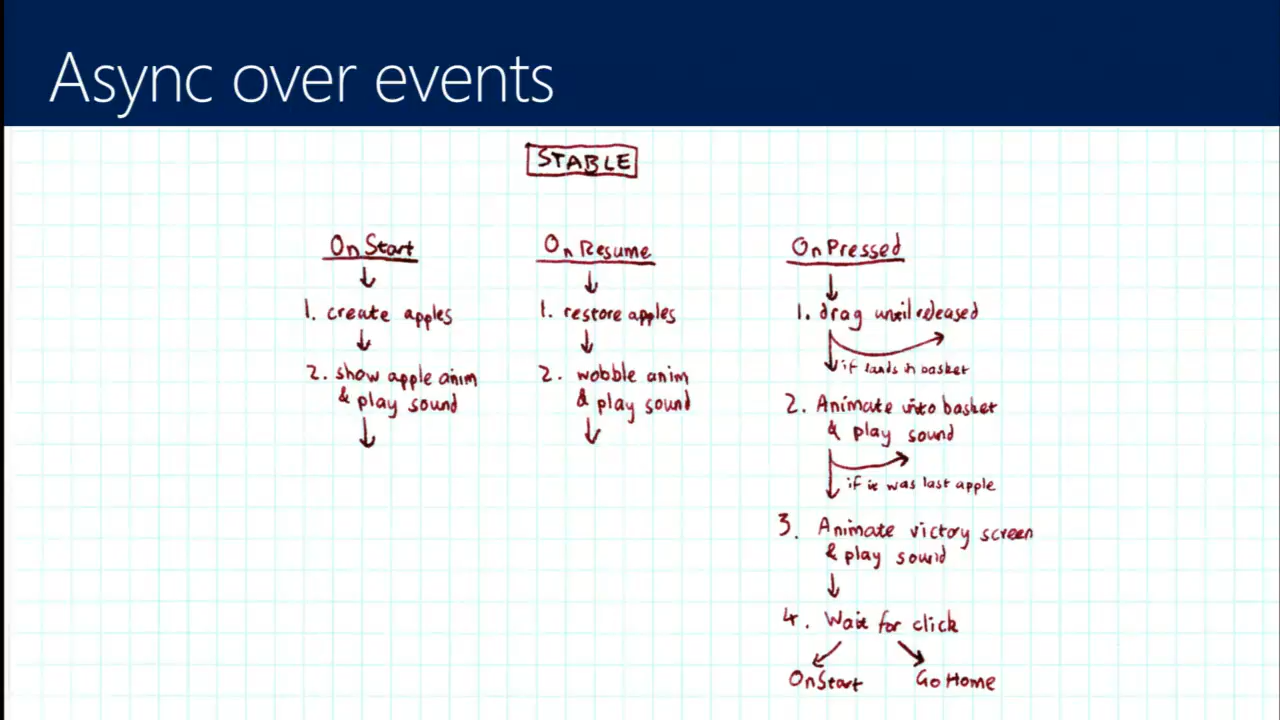 Async over events
STABLE
OnStart
1. create apples
2. show apple anim
& play sound
OnResume
1. restore apples
2. wobble anim
& play sound
OnPressed
1. drag until released
if lands in basket
2. Animate into basket
& play sound
if it was last apple
3. Animate victory screen
& play sound
4. Wait for click
OnStart
Go Home